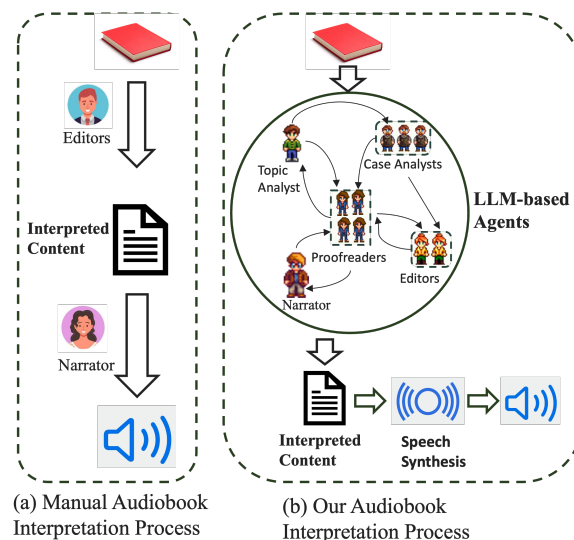 Editors
Interpreted
Content
Narrator
(a) Manual Audiobook
Interpretation Process
Topic
Analyst
Case Analysts
LLM-based
Agents
Proofreaders
Editors
Narrator
Interpreted
Content
Speech
Synthesis
(b) Our Audiobook
Interpretation Process